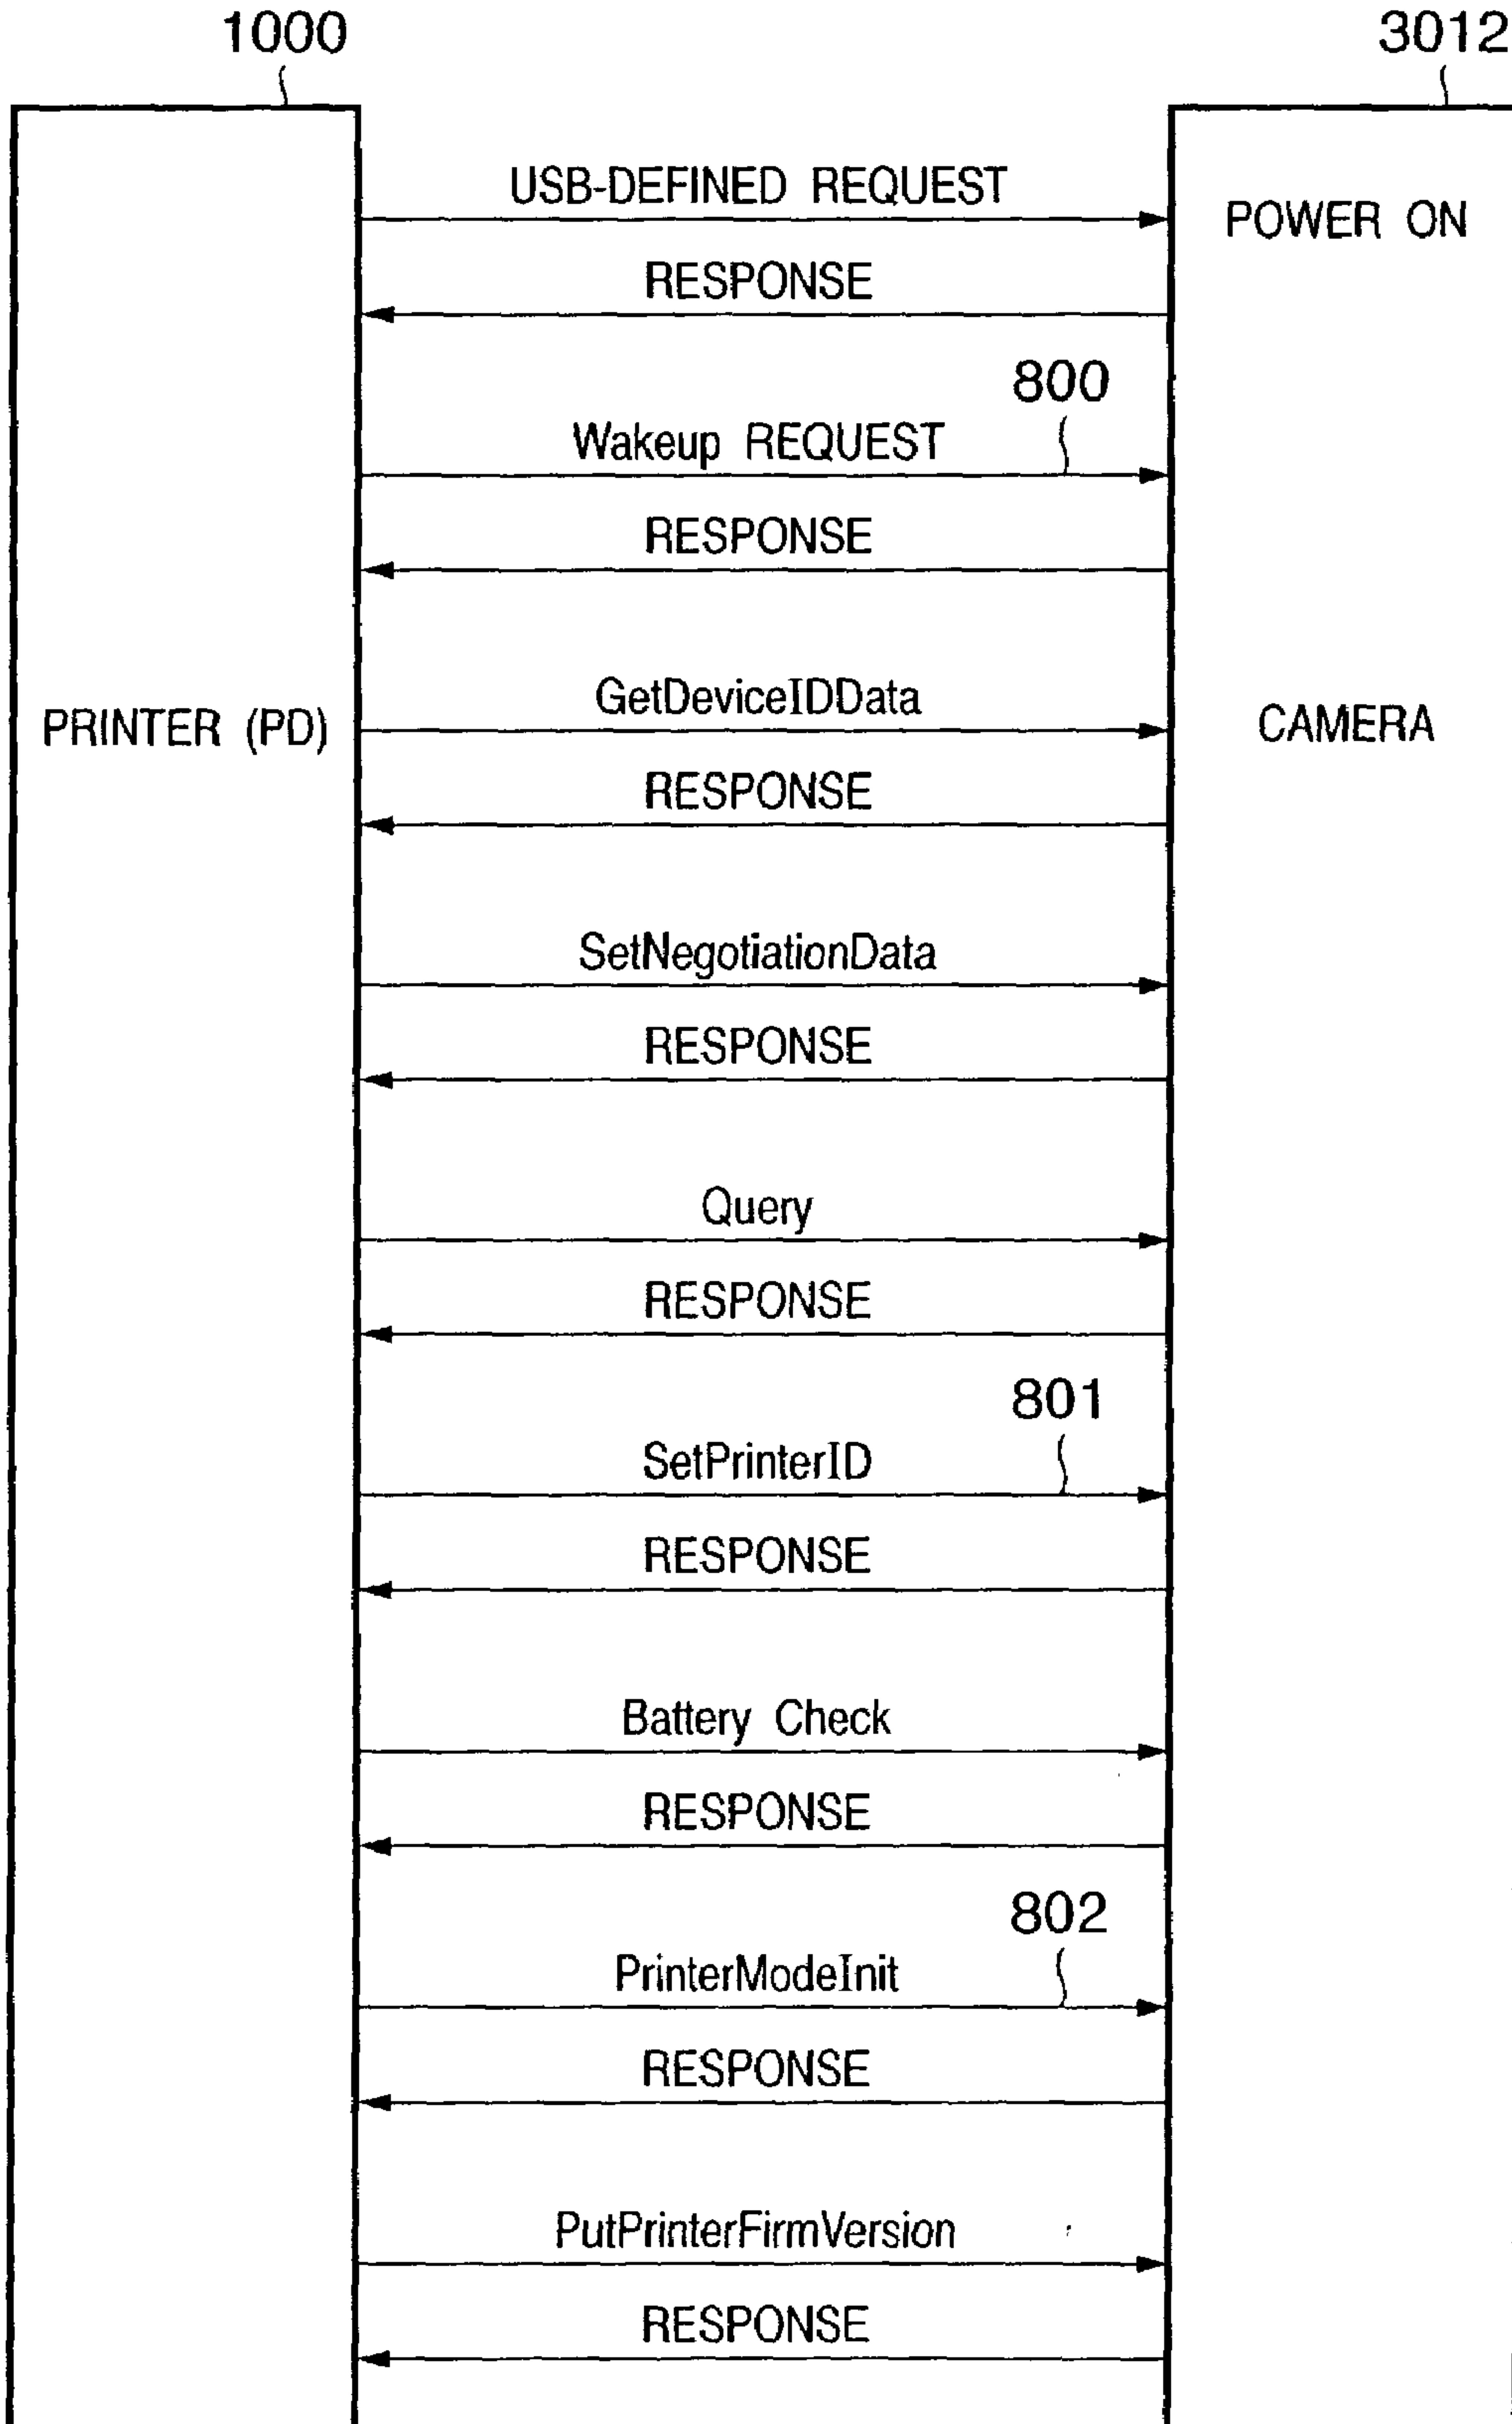 1000
3012
USB-DEFINED REQUEST
POWER ON
RESPONSE
800
Wakeup REQUEST
RESPONSE
GetDeviceIDData
PRINTER (PD)
CAMERA
RESPONSE
SetNegotiationData
RESPONSE
Query
RESPONSE
801
SetPrinterID
RESPONSE
Battery Check
RESPONSE
802
PrinterModeInit
RESPONSE
PutPrinterFirmVersion
RESPONSE